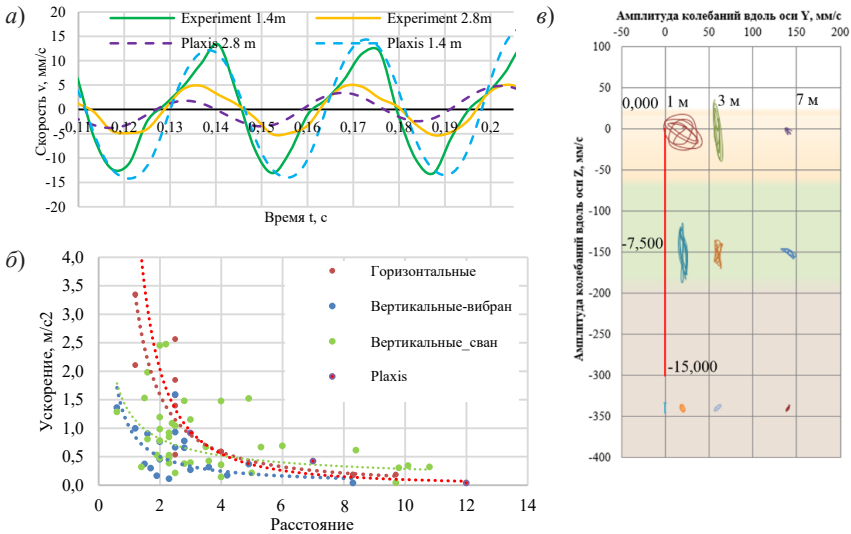 а)
20
15
10
5
0
-5
-10
-15
-20
Скорость v, мм/с
Experiment 1.4m
Experiment 2.8m
Plaxis 2.8 m
Plaxis 1.4 m
0,11 0,12 0,13 0,14 0,15 0,16 0,17 0,18 0,19 0,2
Время t, с
б)
4,0
3,5
3,0
2,5
2,0
1,5
1,0
0,5
0,0
Ускорение, м/с2
Горизонтальные
Вертикальные-вибран
Вертикальные_сван
Plaxis
0 2 4 6 8 10 12 14
Расстояние
в)
Амплитуда колебаний вдоль оси Y, мм/с
-50 0 50 100 150 200
100
50
0
-50
-100
-150
-200
-250
-300
-350
-400
Амплитуда колебаний вдоль оси Z, мм/с
0,000
1 м
3 м
7 м
-7,500
-15,000